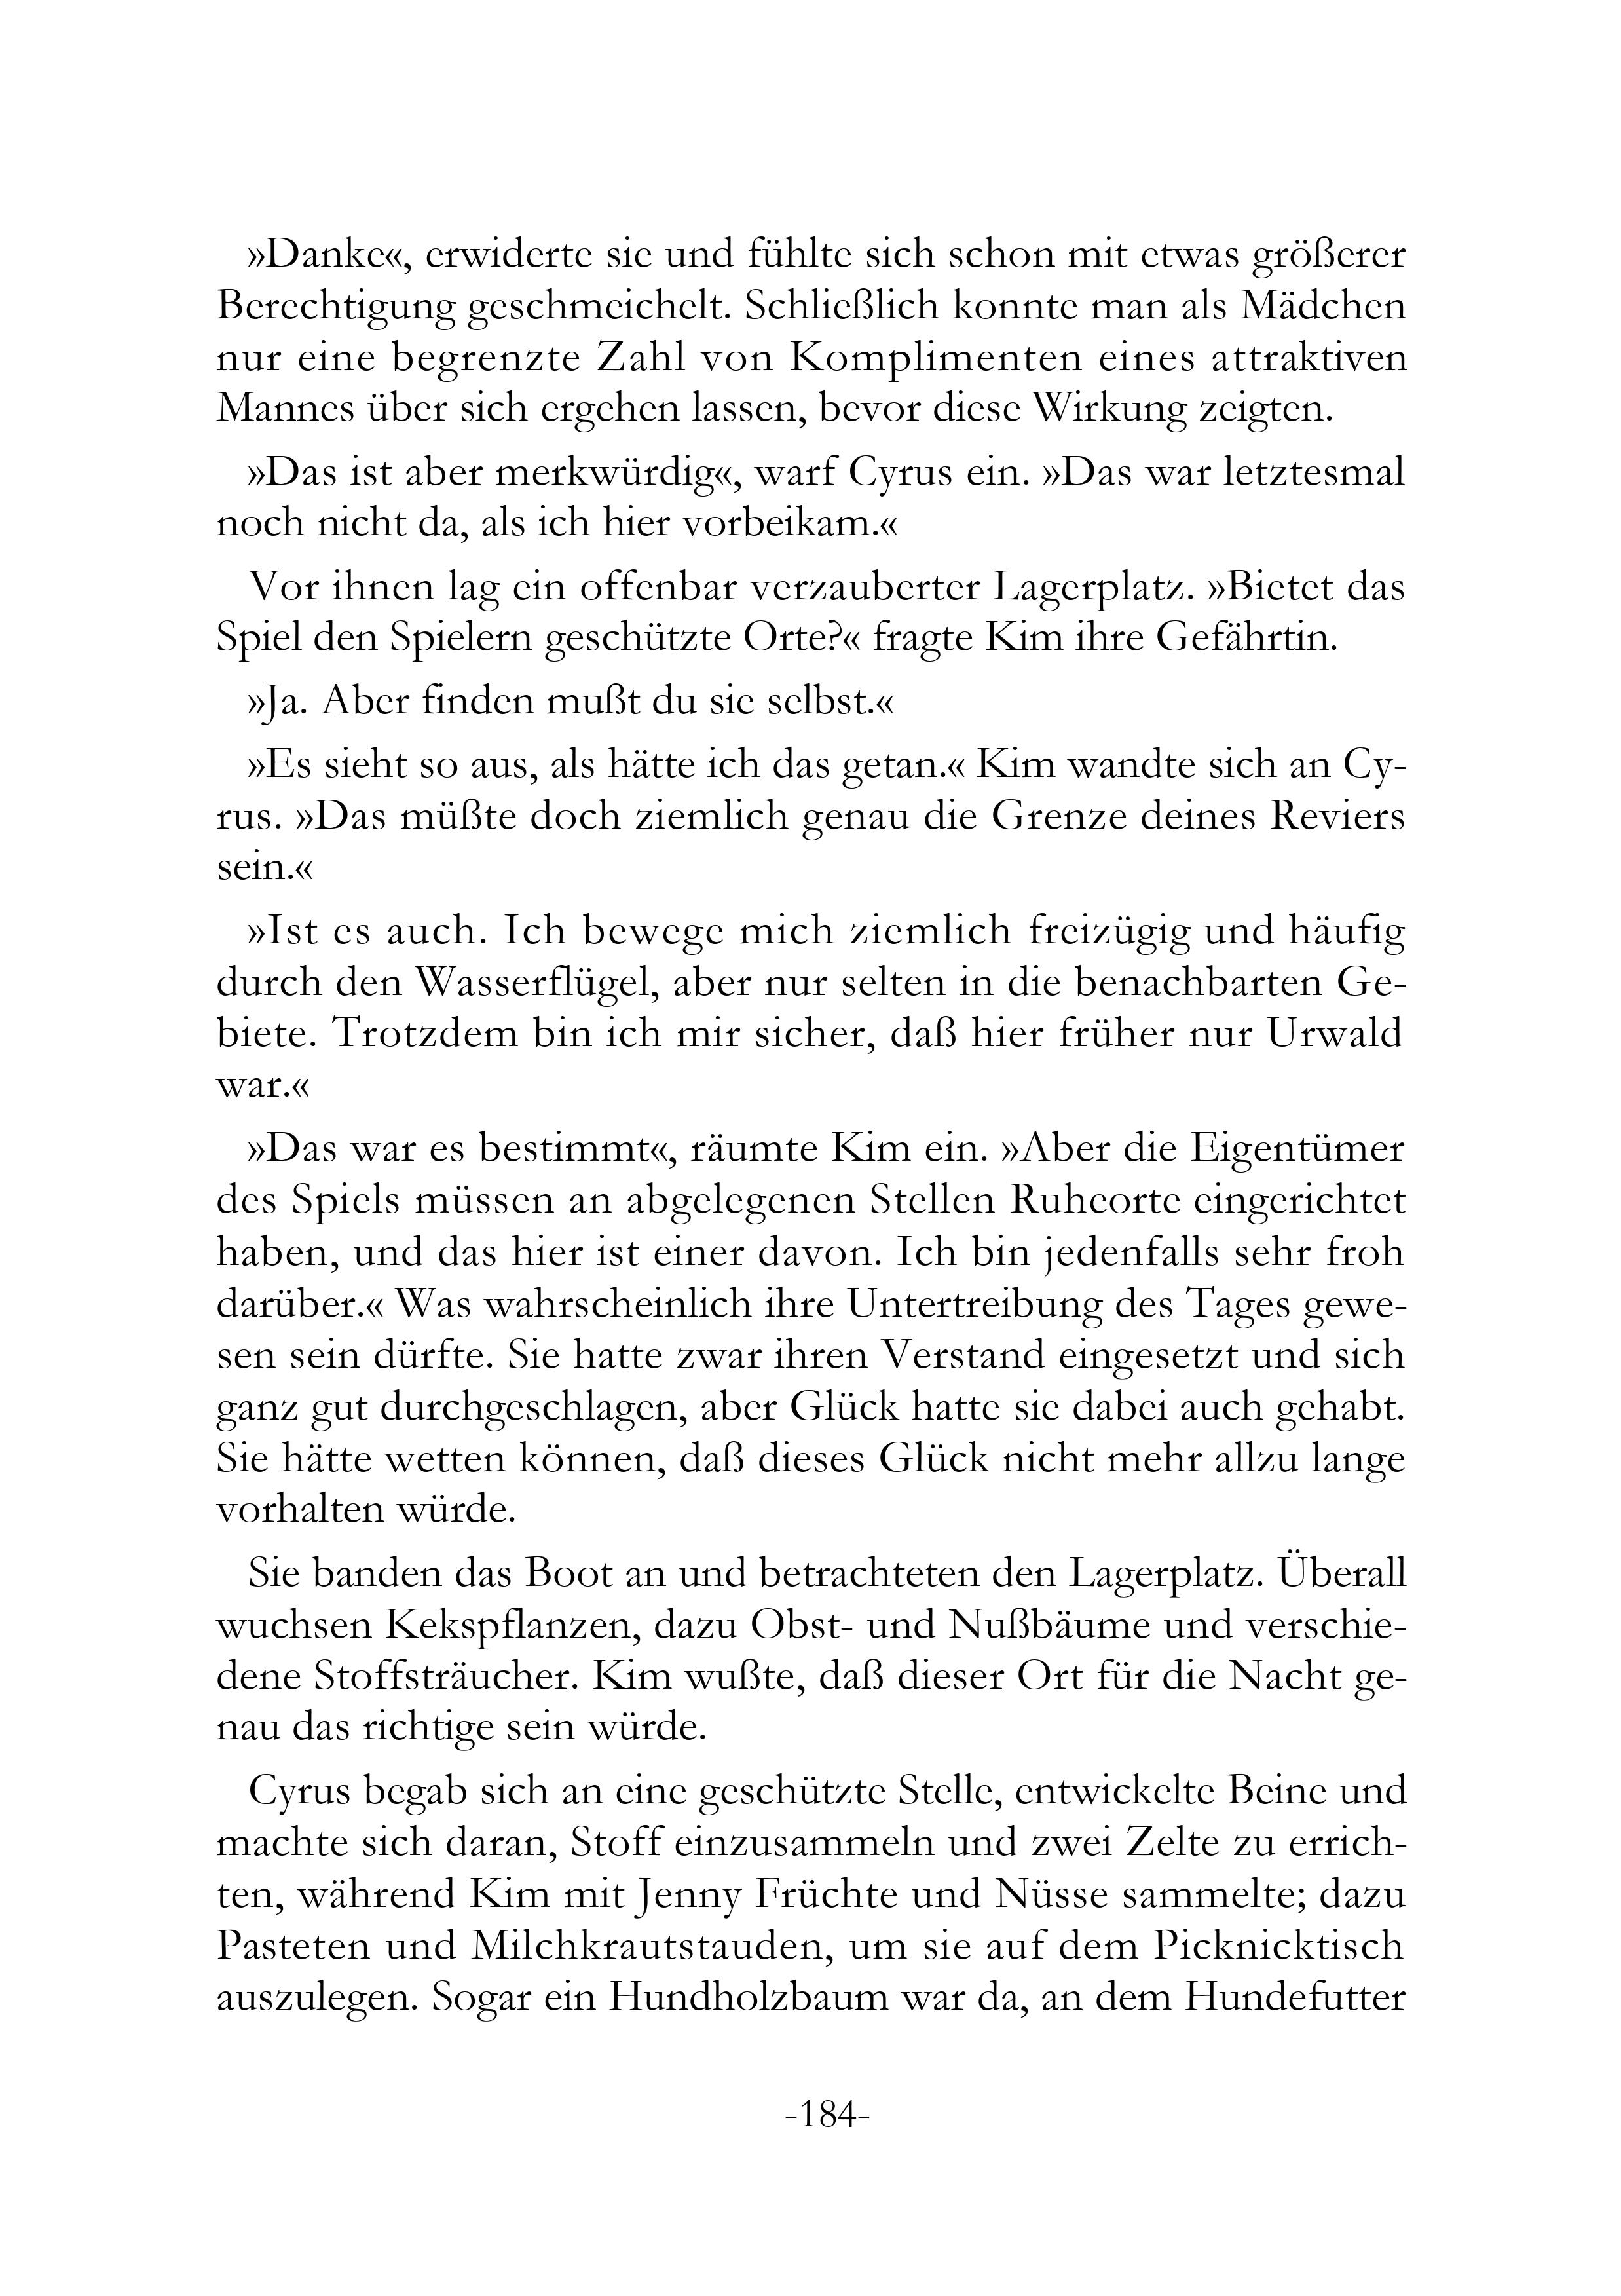 »Danke«, erwiderte sie und fühlte sich schon mit etwas größerer
Berechtigung geschmeichelt. Schließlich konnte man als Mädchen
nur eine begrenzte Zahl von Komplimenten eines attraktiven
Mannes über sich ergehen lassen, bevor diese Wirkung zeigten.
»Das ist aber merkwürdig«, warf Cyrus ein. »Das war letztesmal
noch nicht da, als ich hier vorbeikam.«
Vor ihnen lag ein offenbar verzauberter Lagerplatz. »Bietet das
Spiel den Spielern geschützte Orte?« fragte Kim ihre Gefährtin.
»Ja. Aber finden mußt du sie selbst.«
»Es sieht so aus, als hätte ich das getan.« Kim wandte sich an Cy-
rus. »Das müßte doch ziemlich genau die Grenze deines Reviers
sein.«
»Ist es auch. Ich bewege mich ziemlich freizügig und häufig
durch den Wasserflügel, aber nur selten in die benachbarten Ge-
biete. Trotzdem bin ich mir sicher, daß hier früher nur Urwald
war.«
»Das war es bestimmt«, räumte Kim ein. »Aber die Eigentümer
des Spiels müssen an abgelegenen Stellen Ruheorte eingerichtet
haben, und das hier ist einer davon. Ich bin jedenfalls sehr froh
darüber.« Was wahrscheinlich ihre Untertreibung des Tages gewe-
sen sein dürfte. Sie hatte zwar ihren Verstand eingesetzt und sich
ganz gut durchgeschlagen, aber Glück hatte sie dabei auch gehabt.
Sie hätte wetten können, daß dieses Glück nicht mehr allzu lange
vorhalten würde.
Sie banden das Boot an und betrachteten den Lagerplatz. Überall
wuchsen Kekspflanzen, dazu Obst- und Nußbäume und verschie-
dene Stoffsträucher. Kim wußte, daß dieser Ort für die Nacht ge-
nau das richtige sein würde.
Cyrus begab sich an eine geschützte Stelle, entwickelte Beine und
machte sich daran, Stoff einzusammeln und zwei Zelte zu errich-
ten, während Kim mit Jenny Früchte und Nüsse sammelte; dazu
Pasteten und Milchkrautstauden, um sie auf dem Picknicktisch
auszulegen. Sogar ein Hundholzbaum war da, an dem Hundefutter
-184-